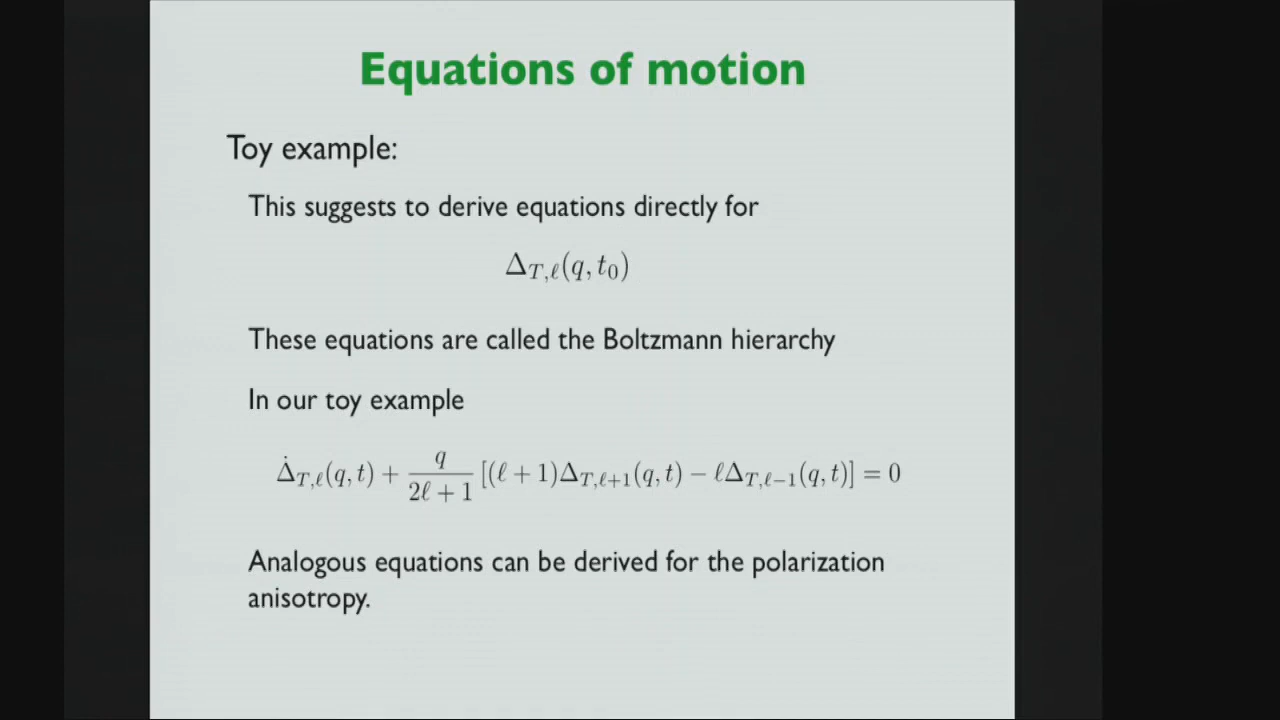 Equations of motion
Toy example:
This suggests to derive equations directly for
Δ_{T,ℓ}(q, t_0)
These equations are called the Boltzmann hierarchy
In our toy example
\dot{Δ}_{T,ℓ}(q, t) + \frac{q}{2ℓ + 1} [(ℓ + 1)Δ_{T,ℓ+1}(q, t) − ℓΔ_{T,ℓ−1}(q, t)] = 0
Analogous equations can be derived for the polarization
anisotropy.